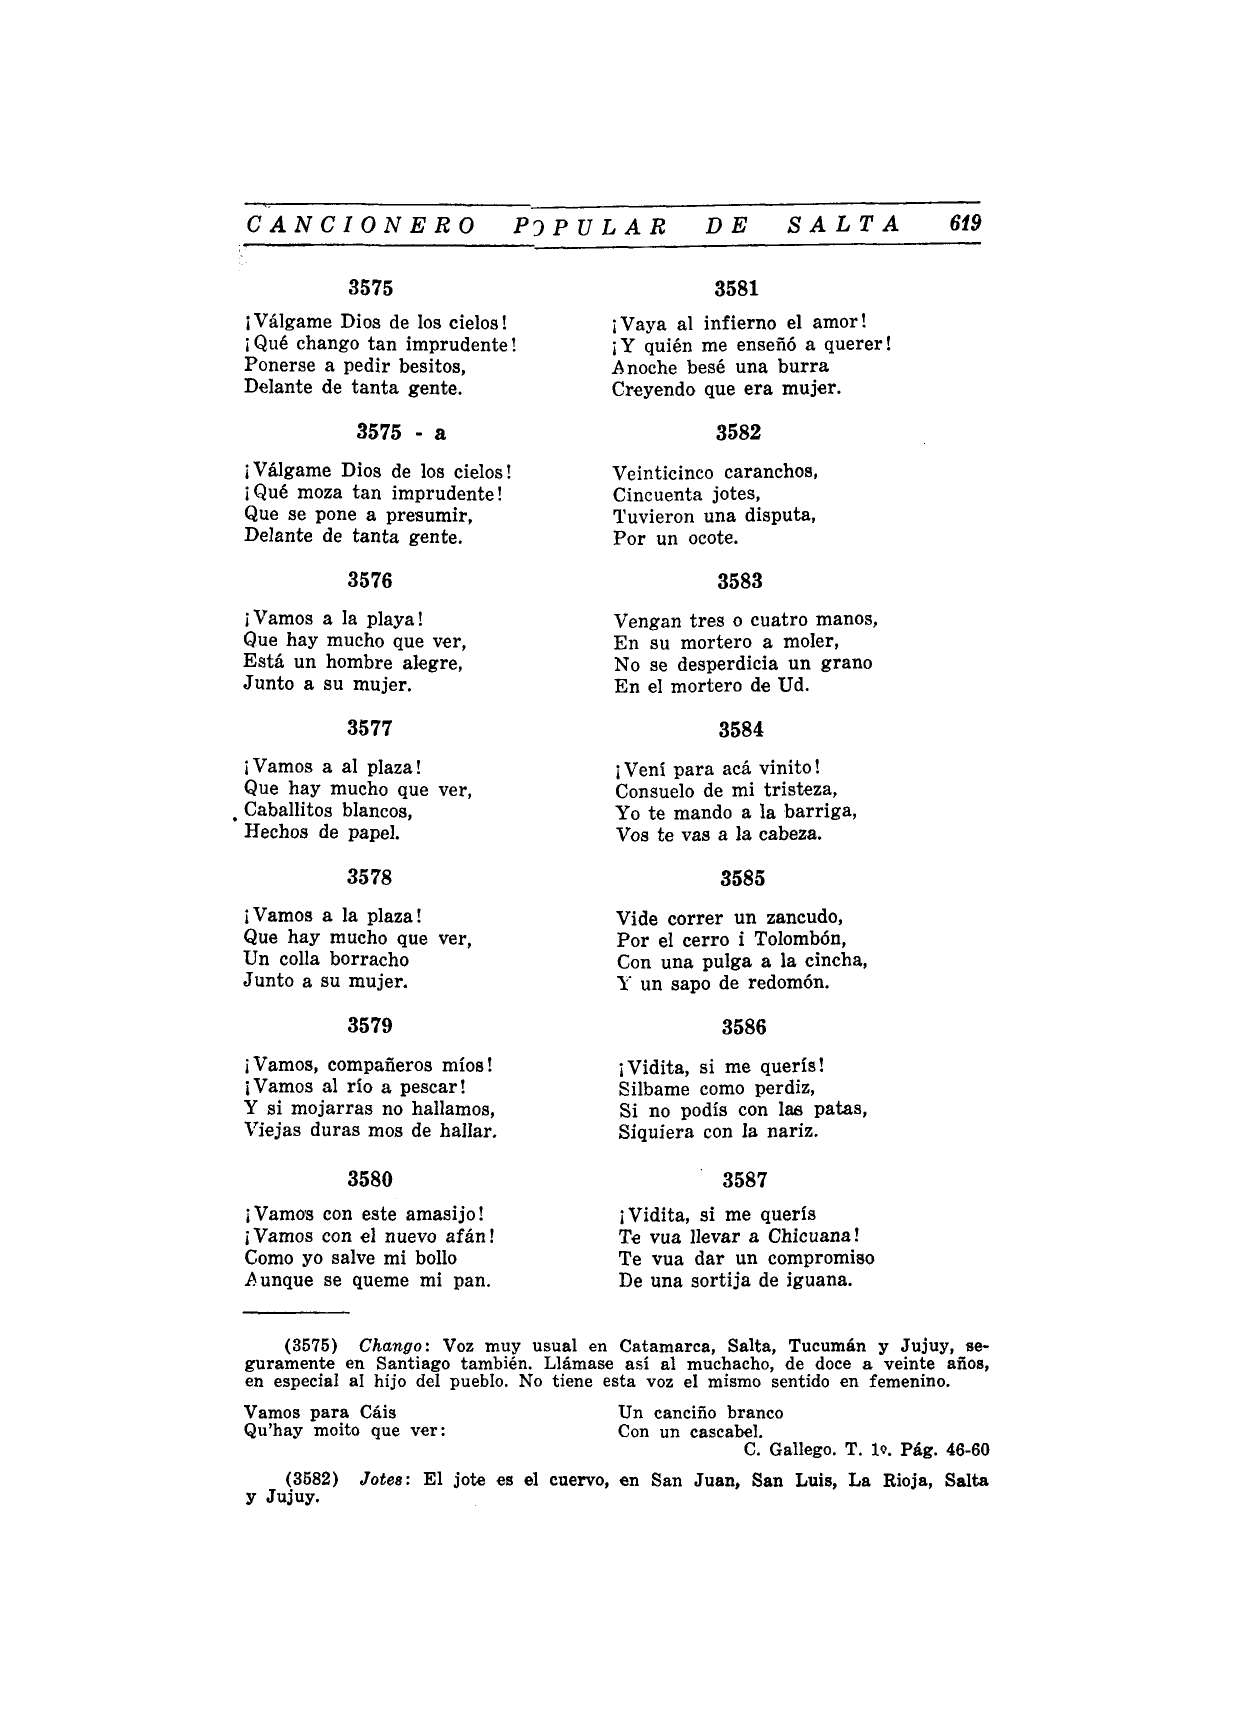 CANCIONERO POPULAR DE SALTA 619
3575
¡Válgame Dios de los cielos!
¡Qué chango tan imprudente!
Ponerse a pedir besitos,
Delante de tanta gente.
3575 - a
¡Válgame Dios de los cielos!
¡Qué moza tan imprudente!
Que se pone a presumir,
Delante de tanta gente.
3576
¡Vamos a la playa!
Que hay mucho que ver,
Está un hombre alegre,
Junto a su mujer.
3577
¡Vamos a al plaza!
Que hay mucho que ver,
Caballitos blancos,
Hechos de papel.
3578
¡Vamos a la plaza!
Que hay mucho que ver,
Un colla borracho
Junto a su mujer.
3579
¡Vamos, compañeros míos!
¡Vamos al río a pescar!
Y si mojarras no hallamos,
Viejas duras mos de hallar.
3580
¡Vamos con este amasijo!
¡Vamos con el nuevo afán!
Como yo salve mi bollo
Aunque se queme mi pan.
3581
¡Vaya al infierno el amor!
¡Y quién me enseñó a querer!
Anoche besé una burra
Creyendo que era mujer.
3582
Veinticinco caranchos,
Cincuenta jotes,
Tuvieron una disputa,
Por un ocote.
3583
Vengan tres o cuatro manos,
En su mortero a moler,
No se desperdicia un grano
En el mortero de Ud.
3584
¡Vení para acá vinito!
Consuelo de mi tristeza,
Yo te mando a la barriga,
Vos te vas a la cabeza.
3585
Vide correr un zancudo,
Por el cerro i Tolombón,
Con una pulga a la cincha,
Y un sapo de redomón.
3586
¡Vidita, si me querís!
Silbame como perdiz,
Si no podís con las patas,
Siquiera con la nariz.
3587
¡Vidita, si me querís
Te vua llevar a Chicuana!
Te vua dar un compromiso
De una sortija de iguana.
(3575) Chango: Voz muy usual en Catamarca, Salta, Tucumán y Jujuy, se-
guramente en Santiago también. Llámase así al muchacho, de doce a veinte años,
en especial al hijo del pueblo. No tiene esta voz el mismo sentido en femenino.
Vamos para Cáis
Qu'hay moito que ver:
Un canciño branco
Con un cascabel.
C. Gallego. T. 1º. Pág. 46-60
(3582) Jotes: El jote es el cuervo, en San Juan, San Luis, La Rioja, Salta
y Jujuy.